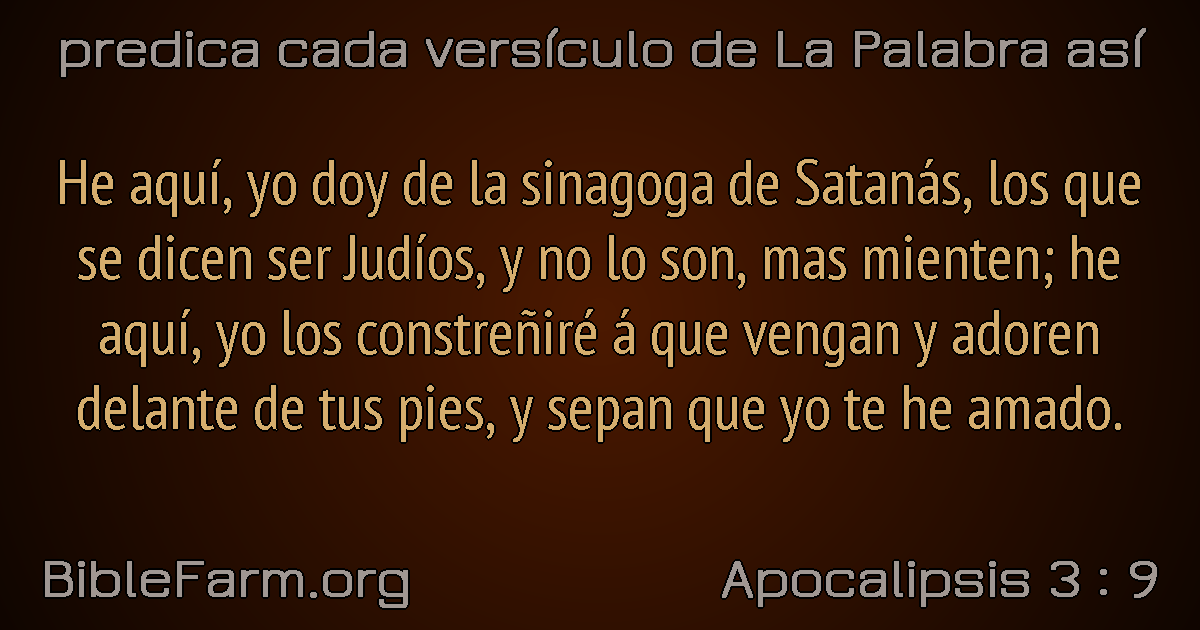 predica cada versículo de La Palabra así
He aquí, yo doy de la sinagoga de Satanás, los que
se dicen ser Judíos, y no lo son, mas mienten; he
aquí, yo los constreñiré á que vengan y adoren
delante de tus pies, y sepan que yo te he amado.
BibleFarm.org
Apocalipsis 3 : 9